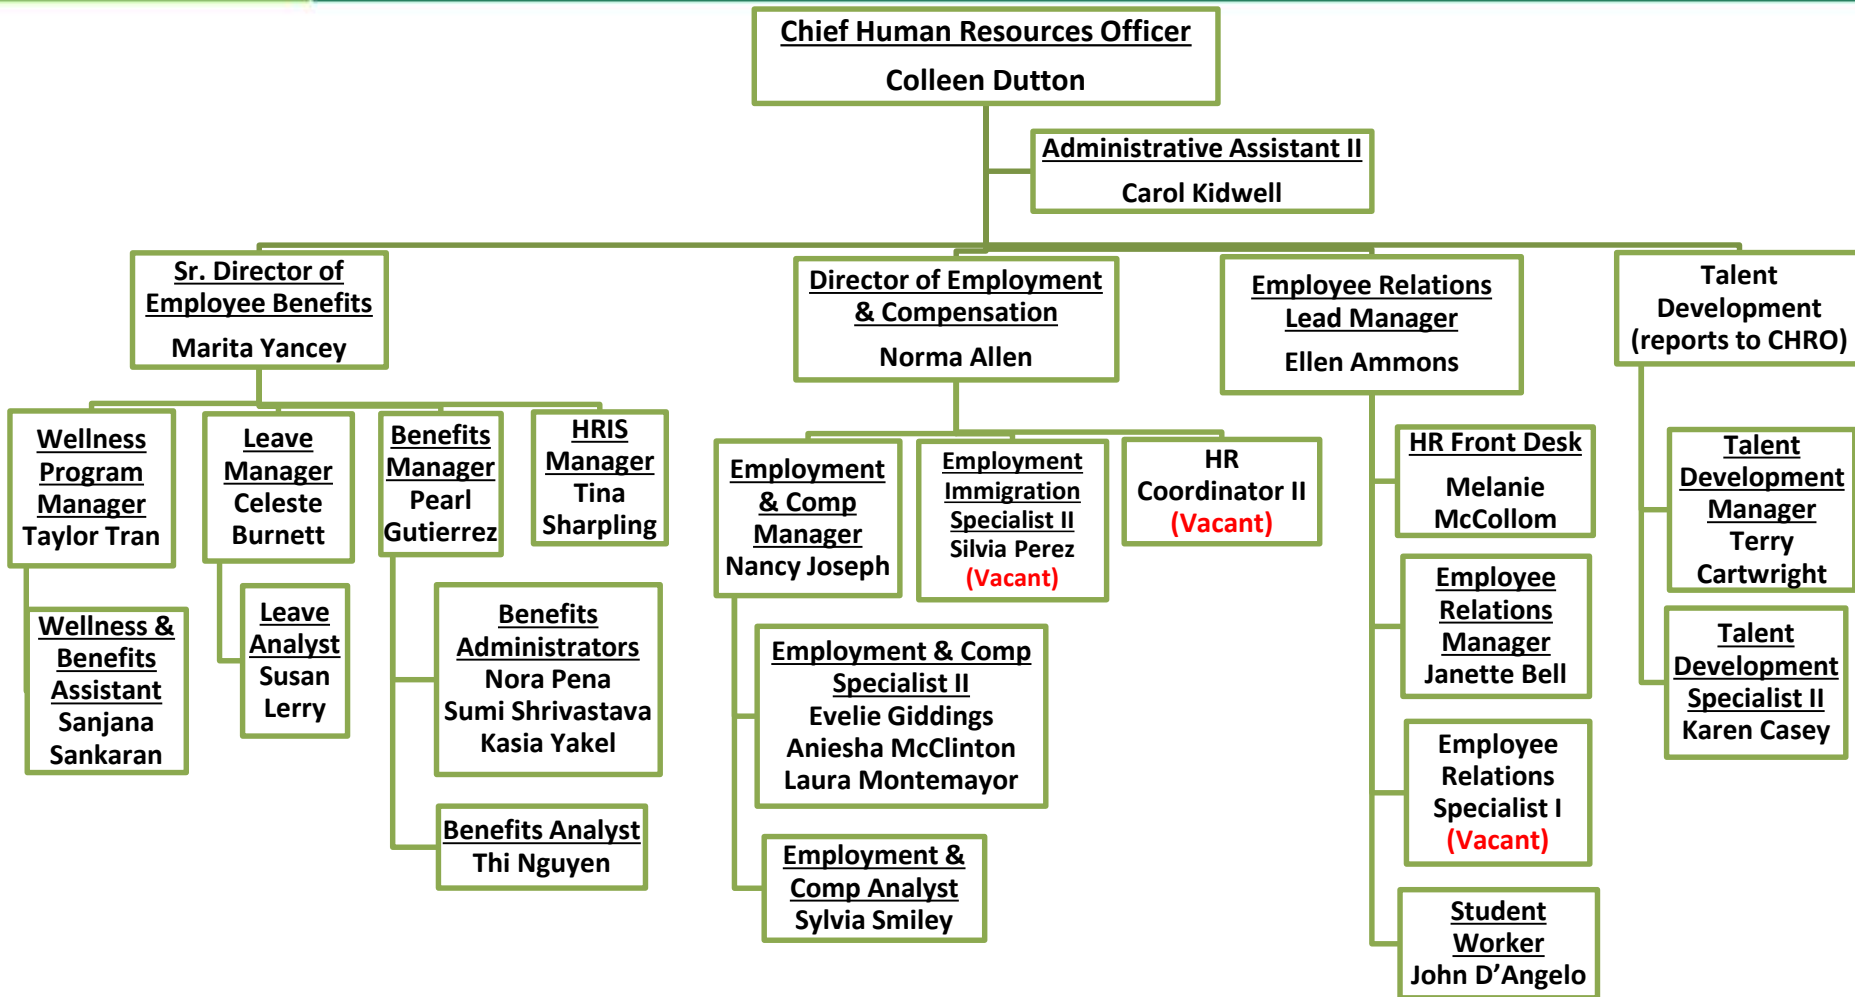 Chief Human Resources Officer
Colleen Dutton
Administrative Assistant II
Carol Kidwell
Sr. Director of
Employee Benefits
Marita Yancey
Director of Employment
& Compensation
Norma Allen
Employee Relations
Lead Manager
Ellen Ammons
Talent
Development
(reports to CHRO)
Wellness
Program
Manager
Taylor Tran
Leave
Manager
Celeste
Burnett
Benefits
Manager
Pearl
Gutierrez
HRIS
Manager
Tina
Sharpling
Employment
& Comp
Manager
Nancy Joseph
Employment
Immigration
Specialist II
Silvia Perez
(Vacant)
HR
Coordinator II
(Vacant)
HR Front Desk
Melanie
McCollom
Talent
Development
Manager
Terry
Cartwright
Wellness &
Benefits
Assistant
Sanjana
Sankaran
Leave
Analyst
Susan
Lerry
Benefits
Administrators
Nora Pena
Sumi Shrivastava
Kasia Yakel
Employment & Comp
Specialist II
Evelie Giddings
Aniesha McClinton
Laura Montemayor
Employee
Relations
Manager
Janette Bell
Talent
Development
Specialist II
Karen Casey
Benefits Analyst
Thi Nguyen
Employment &
Comp Analyst
Sylvia Smiley
Employee
Relations
Specialist I
(Vacant)
Student
Worker
John D’Angelo